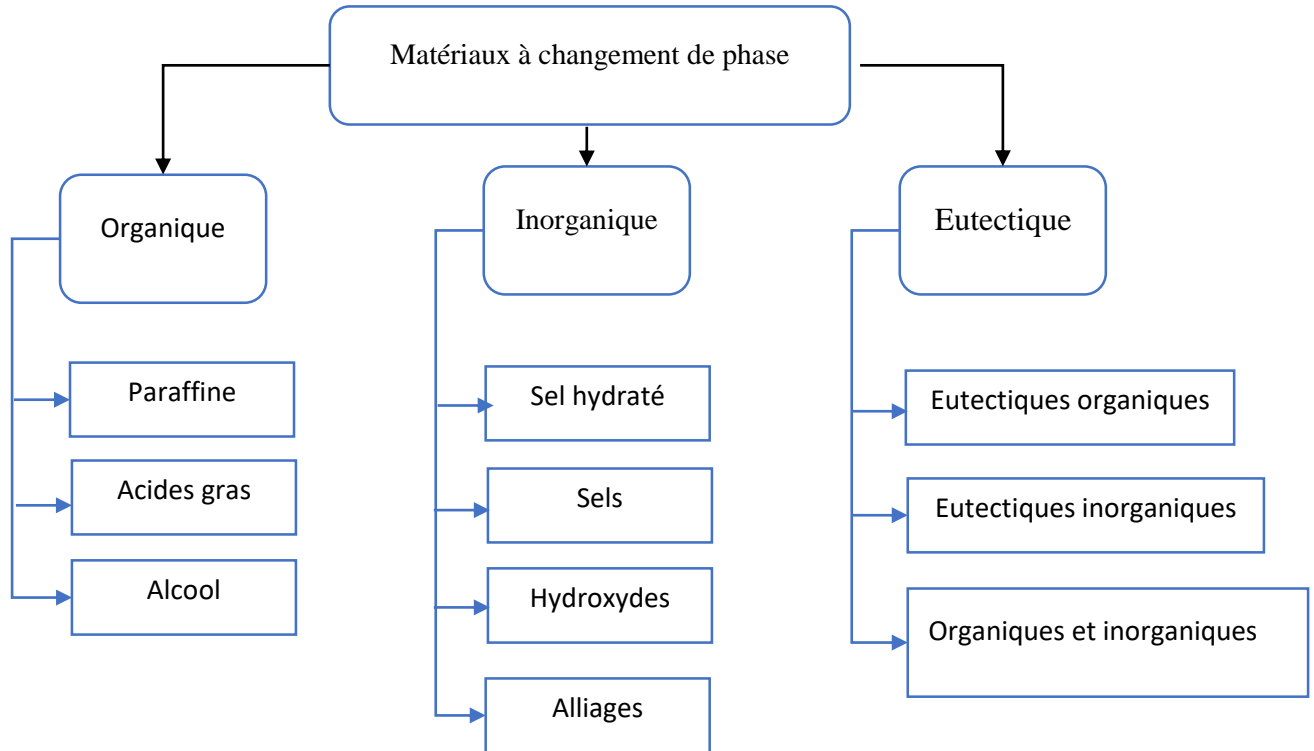 Matériaux à changement de phase
Organique
Inorganique
Eutectique
Paraffine
Acides gras
Alcool
Sel hydraté
Sels
Hydroxydes
Alliages
Eutectiques organiques
Eutectiques inorganiques
Organiques et inorganiques